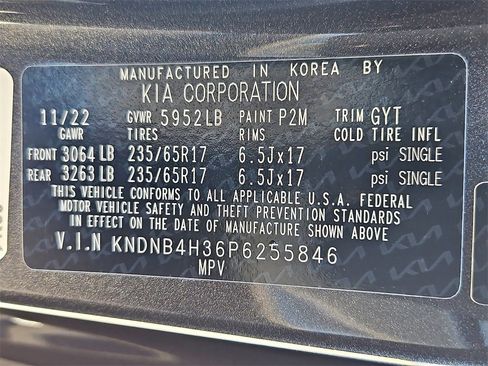 MANUFACTURED IN KOREA BY
KIA CORPORATION
11/22 GVWR 5952LB PAINT P2M TRIM GYT
GAWR TIRES RIMS COLD TIRE INFL
FRONT 3064 LB 235/65R17 6.5Jx17 psi SINGLE
REAR 3263 LB 235/65R17 6.5Jx17 psi SINGLE
THIS VEHICLE CONFORMS TO ALL APPLICABLE U.S.A. FEDERAL
MOTOR VEHICLE SAFETY AND THEFT PREVENTION STANDARDS
IN EFFECT ON THE DATE OF MANUFACTURE SHOWN ABOVE
V.I.N KNDNB4H36P6255846
MPV